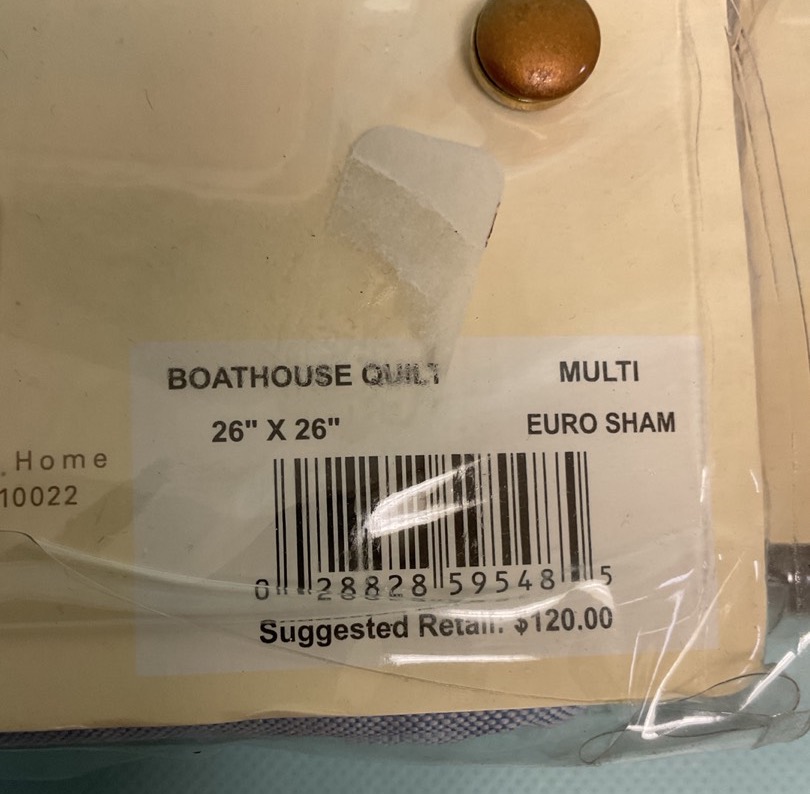 BOATHOUSE QUILT MULTI
26" X 26" EURO SHAM
. Home
10022
0 28828 59548 5
Suggested Retail: $120.00